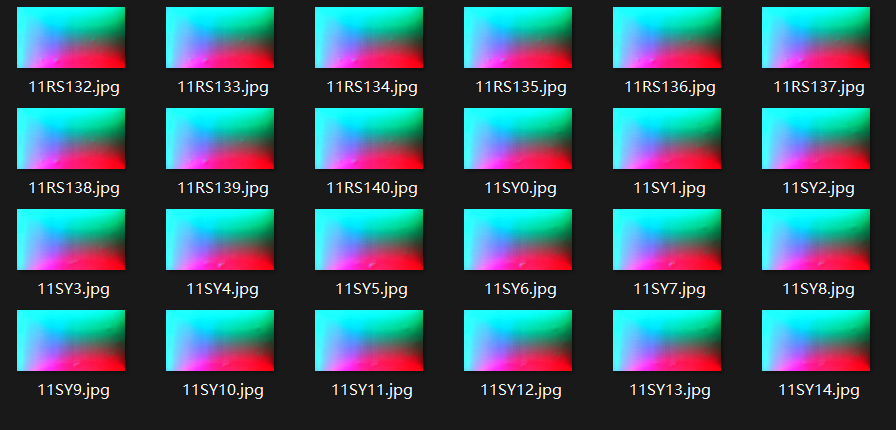 11RS132.jpg 11RS133.jpg 11RS134.jpg 11RS135.jpg 11RS136.jpg 11RS137.jpg
11RS138.jpg 11RS139.jpg 11RS140.jpg 11SY0.jpg 11SY1.jpg 11SY2.jpg
11SY3.jpg 11SY4.jpg 11SY5.jpg 11SY6.jpg 11SY7.jpg 11SY8.jpg
11SY9.jpg 11SY10.jpg 11SY11.jpg 11SY12.jpg 11SY13.jpg 11SY14.jpg